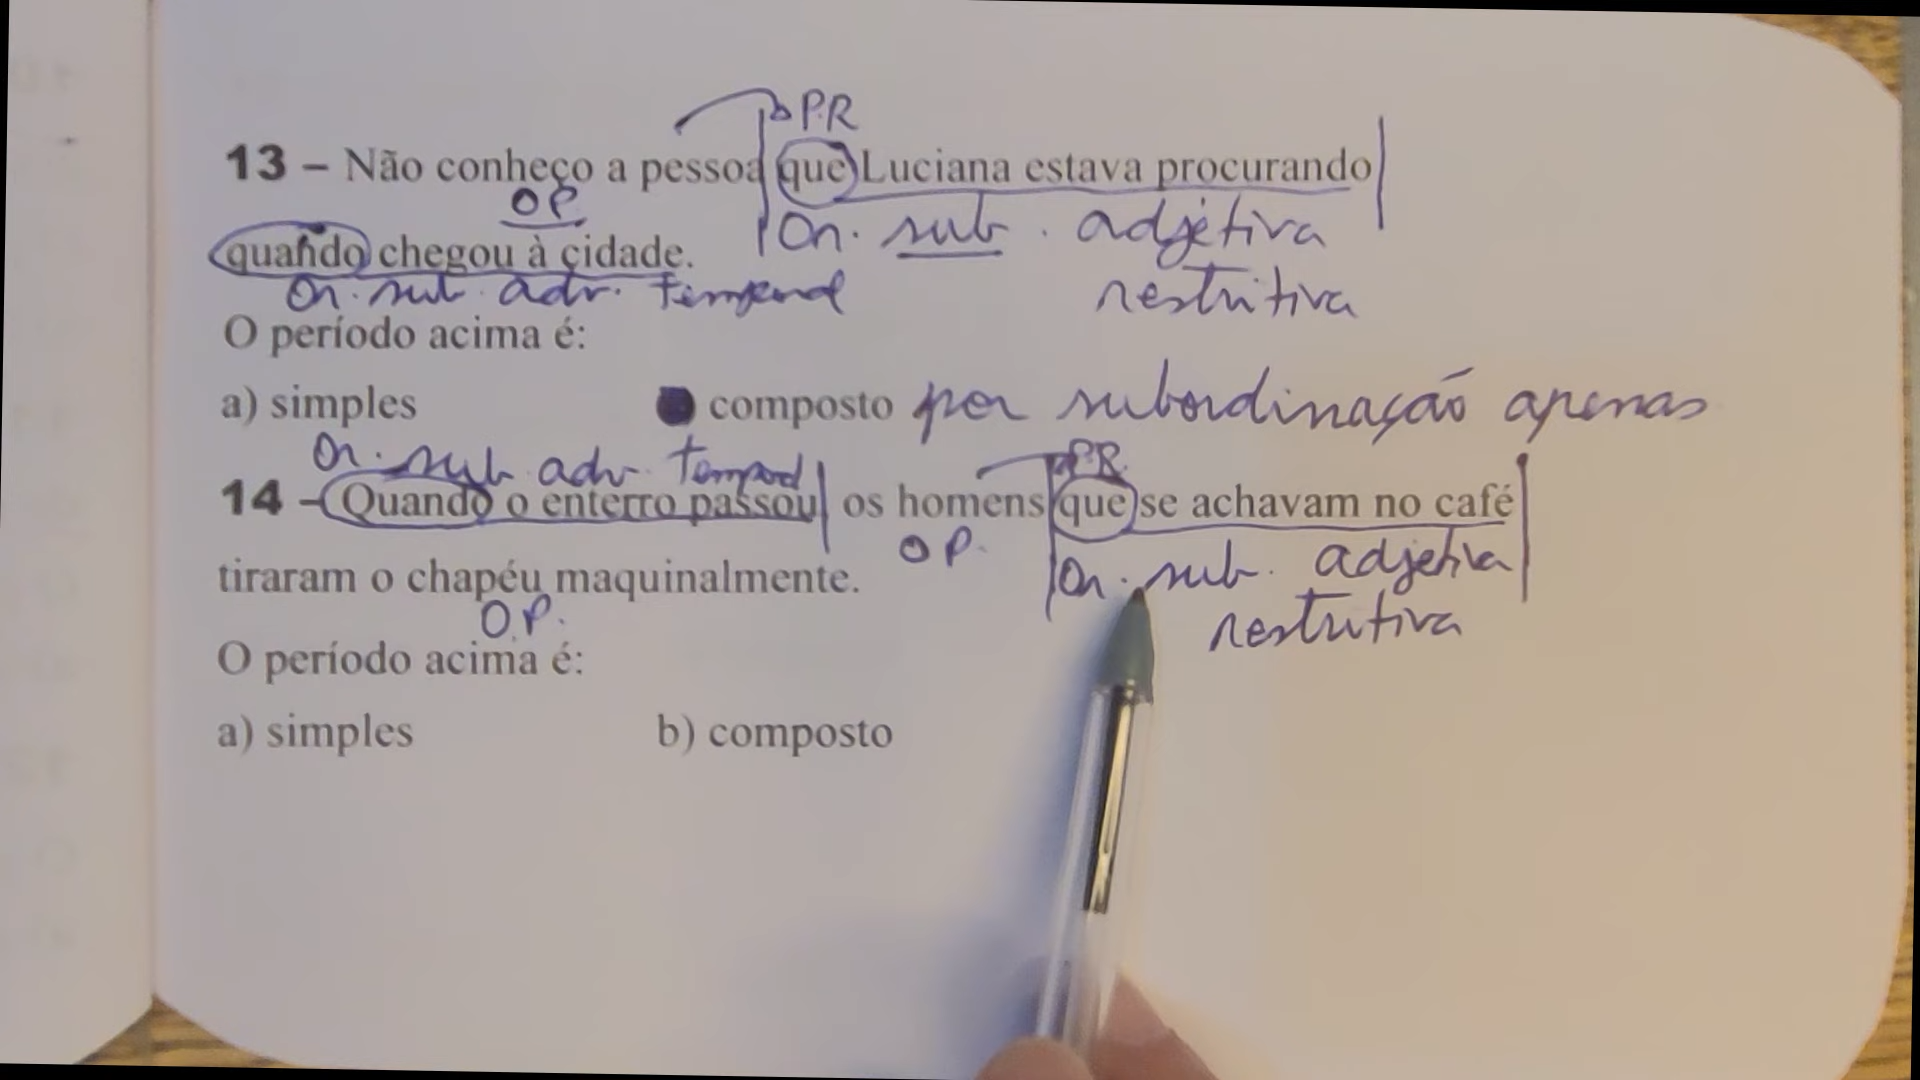 P.R
13 – Não conheço a pessoa que Luciana estava procurando
OP
Or. sub. adjetiva
quando chegou à cidade.
Or. sub. adv. temporal
restritiva
O período acima é:
a) simples
composto por subordinação apenas
Or. sub adv. temporal
P.R.
14 – Quando o enterro passou os homens que se achavam no café
O P.
Or. sub. adjetiva
tiraram o chapéu maquinalmente.
O.P.
restritiva
O período acima é:
a) simples
b) composto